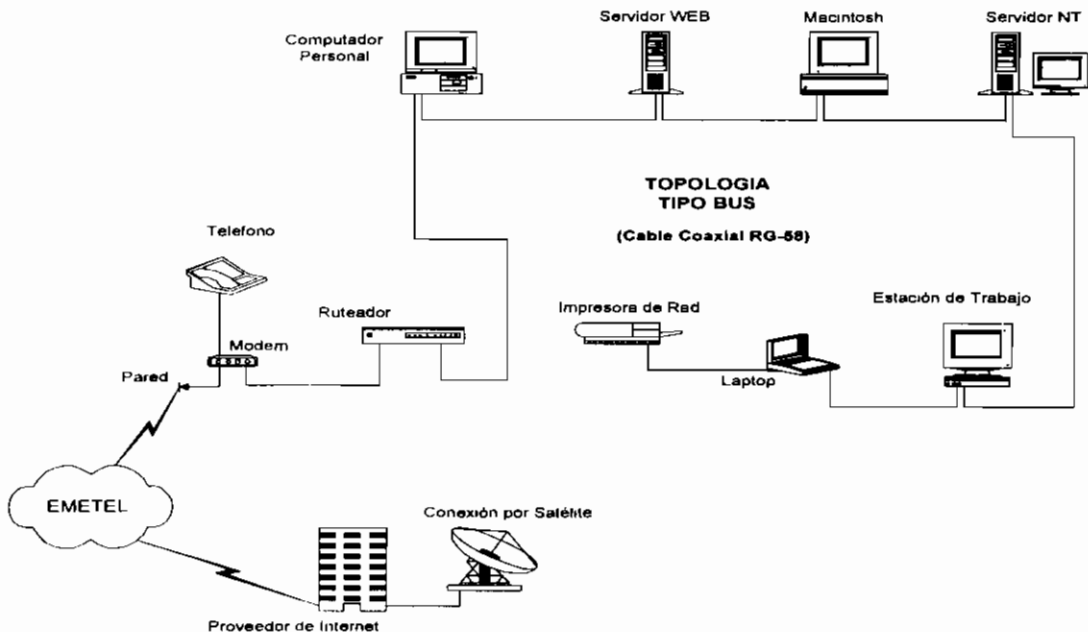 Servidor WEB
Macintosh
Servidor NT
Computador
Personal
TOPOLOGIA
TIPO BUS
(Cable Coaxial RG-58)
Telefono
Impresora de Red
Estación de Trabajo
Ruteador
Modem
Pared
Laptop
EMETEL
Conexión por Satélite
Proveedor de Internet